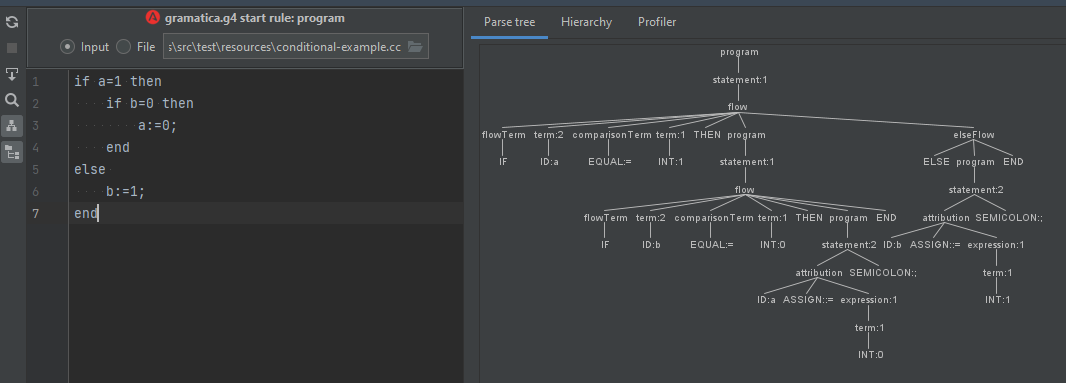 gramatica.g4 start rule: program
Input File s\src\test\resources\conditional-example.cc
1 if a=1 then
2 if b=0 then
3 a:=0;
4 end
5 else
6 b:=1;
7 end
Parse tree Hierarchy Profiler
program
statement:1
flow
flowTerm term:2 comparisonTerm term:1 THEN program elseFlow
IF ID:a EQUAL:= INT:1 statement:1 ELSE program END
flow statement:2
flowTerm term:2 comparisonTerm term:1 THEN program END attribution SEMICOLON:;
IF ID:b EQUAL:= INT:0 statement:2 ID:b ASSIGN::= expression:1
attribution SEMICOLON:; term:1
ID:a ASSIGN::= expression:1 INT:1
term:1
INT:0